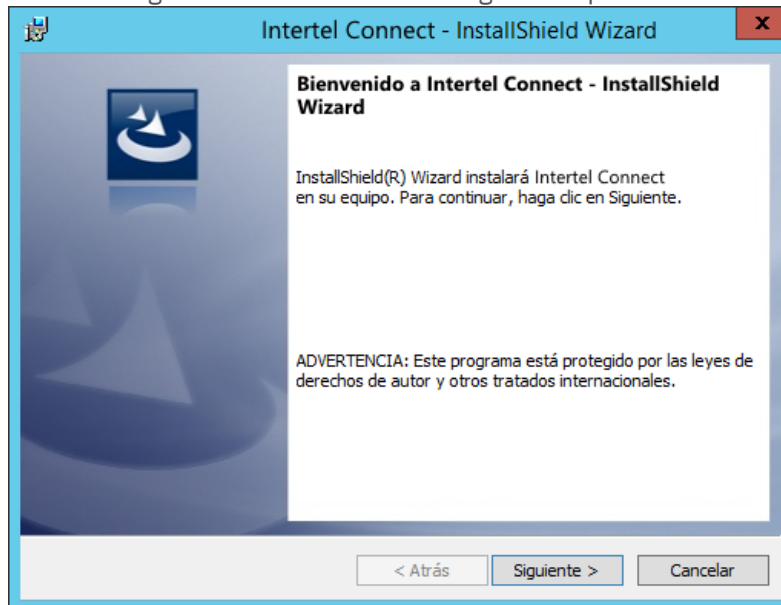 Intertel Connect - InstallShield Wizard
x
Bienvenido a Intertel Connect - InstallShield
Wizard
InstallShield(R) Wizard instalará Intertel Connect
en su equipo. Para continuar, haga clic en Siguiente.
ADVERTENCIA: Este programa está protegido por las leyes de
derechos de autor y otros tratados internacionales.
< Atrás Siguiente > Cancelar